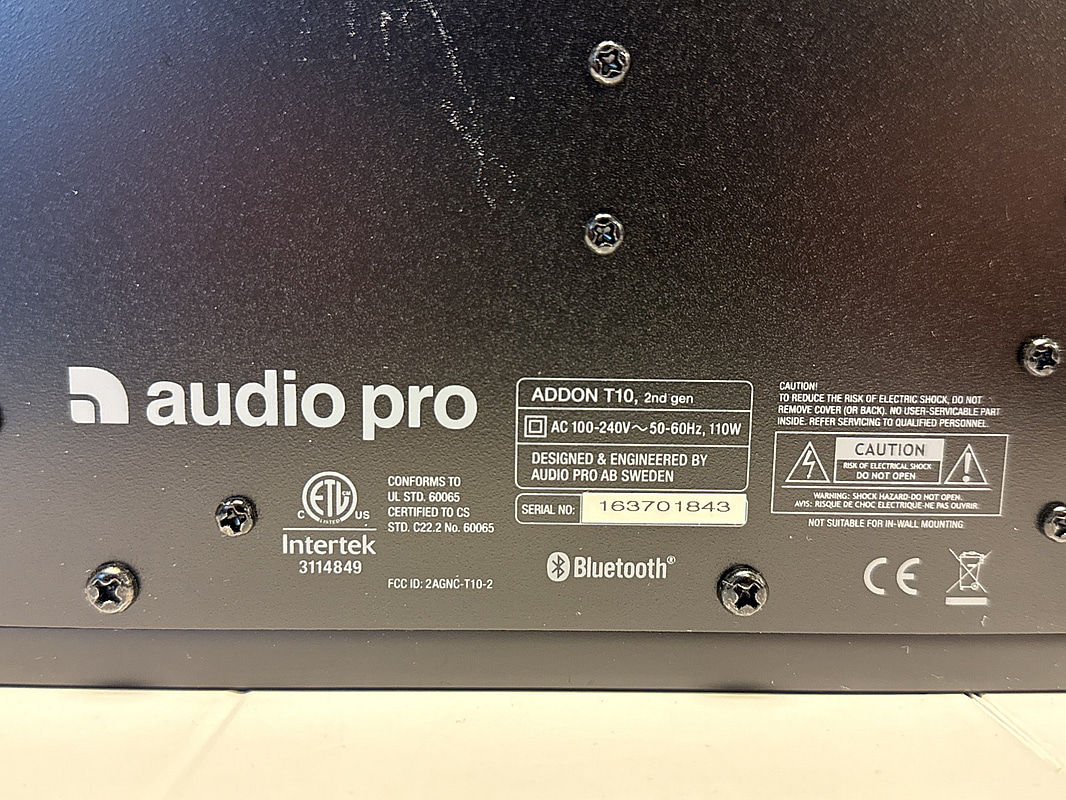 audio pro
ADDON T10, 2nd gen
AC 100-240V～50-60Hz, 110W
DESIGNED & ENGINEERED BY
AUDIO PRO AB SWEDEN
SERIAL NO: 163701843
Bluetooth®
ETL CM
LISTED
C US
Intertek
3114849
CONFORMS TO
UL STD. 60065
CERTIFIED TO CS
STD. C22.2 No. 60065
FCC ID: 2AGNC-T10-2
CAUTION!
TO REDUCE THE RISK OF ELECTRIC SHOCK, DO NOT
REMOVE COVER (OR BACK). NO USER-SERVICABLE PART
INSIDE. REFER SERVICING TO QUALIFIED PERSONNEL.
CAUTION
RISK OF ELECTRICAL SHOCK
DO NOT OPEN
WARNING: SHOCK HAZARD-DO NOT OPEN.
AVIS: RISQUE DE CHOC ELECTRIQUE-NE PAS OUVRIR.
NOT SUITABLE FOR IN-WALL MOUNTING
CE